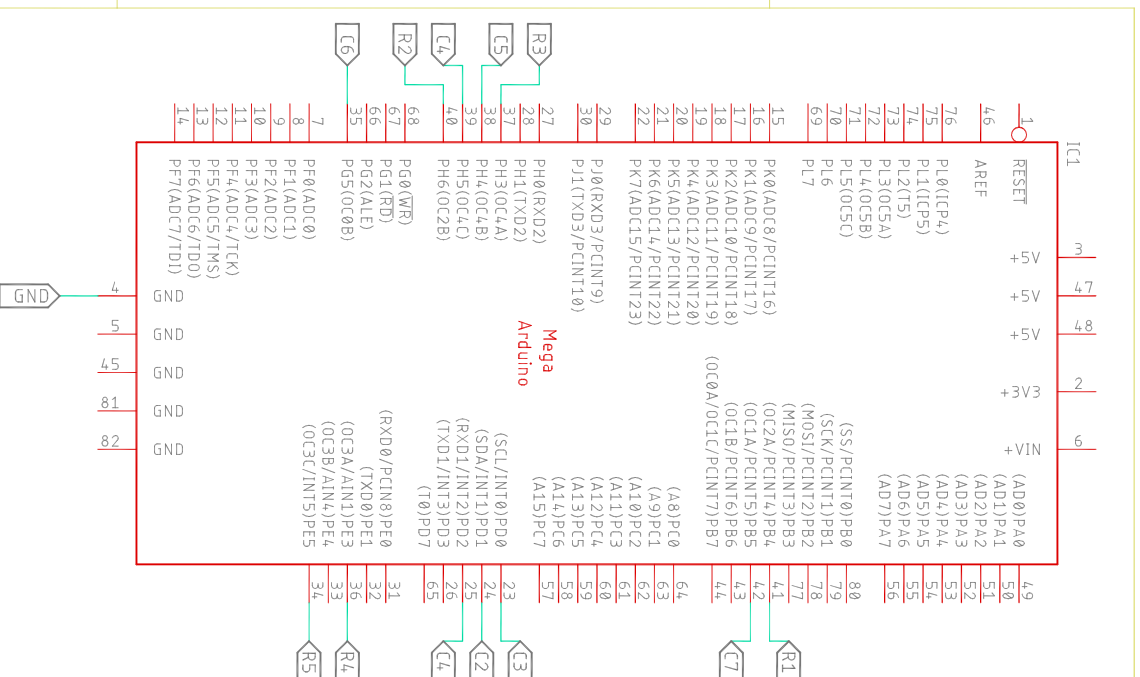 C6
R2
C4
C5
R3
14
13
12
11
10
9
8
7
35
66
67
68
40
39
38
37
28
27
30
29
22
21
20
19
18
17
16
15
69
70
71
72
73
74
75
76
46
1
IC1
PF7(ADC7/TDI)
PF6(ADC6/TDO)
PF5(ADC5/TMS)
PF4(ADC4/TCK)
PF3(ADC3)
PF2(ADC2)
PF1(ADC1)
PF0(ADC0)
PG5(OC0B)
PG2(ALE)
PG1(RD)
PG0(WR)
PH6(OC2B)
PH5(OC4C)
PH4(OC4B)
PH3(OC4A)
PH1(TXD2)
PH0(RXD2)
PJ1(TXD3/PCINT10)
PJ0(RXD3/PCINT9)
PK7(ADC15/PCINT23)
PK6(ADC14/PCINT22)
PK5(ADC13/PCINT21)
PK4(ADC12/PCINT20)
PK3(ADC11/PCINT19)
PK2(ADC10/PCINT18)
PK1(ADC9/PCINT17)
PK0(ADC8/PCINT16)
PL7
PL6
PL5(OC5C)
PL4(OC5B)
PL3(OC5A)
PL2(T5)
PL1(ICP5)
PL0(ICP4)
AREF
RESET
+5V 3
+5V 47
+5V 48
+3V3 2
+VIN 6
GND 4 GND
5 GND
45 GND
81 GND
82 GND
Mega
Arduino
(OC3C/INT5)PE5
(OC3B/AIN4)PE4
(OC3A/AIN1)PE3
(TXD0)PE1
(RXD0/PCIN8)PE0
(T0)PD7
(TXD1/INT3)PD3
(RXD1/INT2)PD2
(SDA/INT1)PD1
(SCL/INT0)PD0
(A15)PC7
(A14)PC6
(A13)PC5
(A12)PC4
(A11)PC3
(A10)PC2
(A9)PC1
(A8)PC0
(OC0A/OC1C/PCINT7)PB7
(OC1B/PCINT6)PB6
(OC1A/PCINT5)PB5
(OC2A/PCINT4)PB4
(MISO/PCINT3)PB3
(MOSI/PCINT2)PB2
(SCK/PCINT1)PB1
(SS/PCINT0)PB0
(AD7)PA7
(AD6)PA6
(AD5)PA5
(AD4)PA4
(AD3)PA3
(AD2)PA2
(AD1)PA1
(AD0)PA0
34
33
36
32
31
65
26
25
24
23
57
58
59
60
61
62
63
64
44
43
42
41
77
78
79
80
56
55
54
53
52
51
50
49
R5
R4
C4
C2
C3
C7
R1